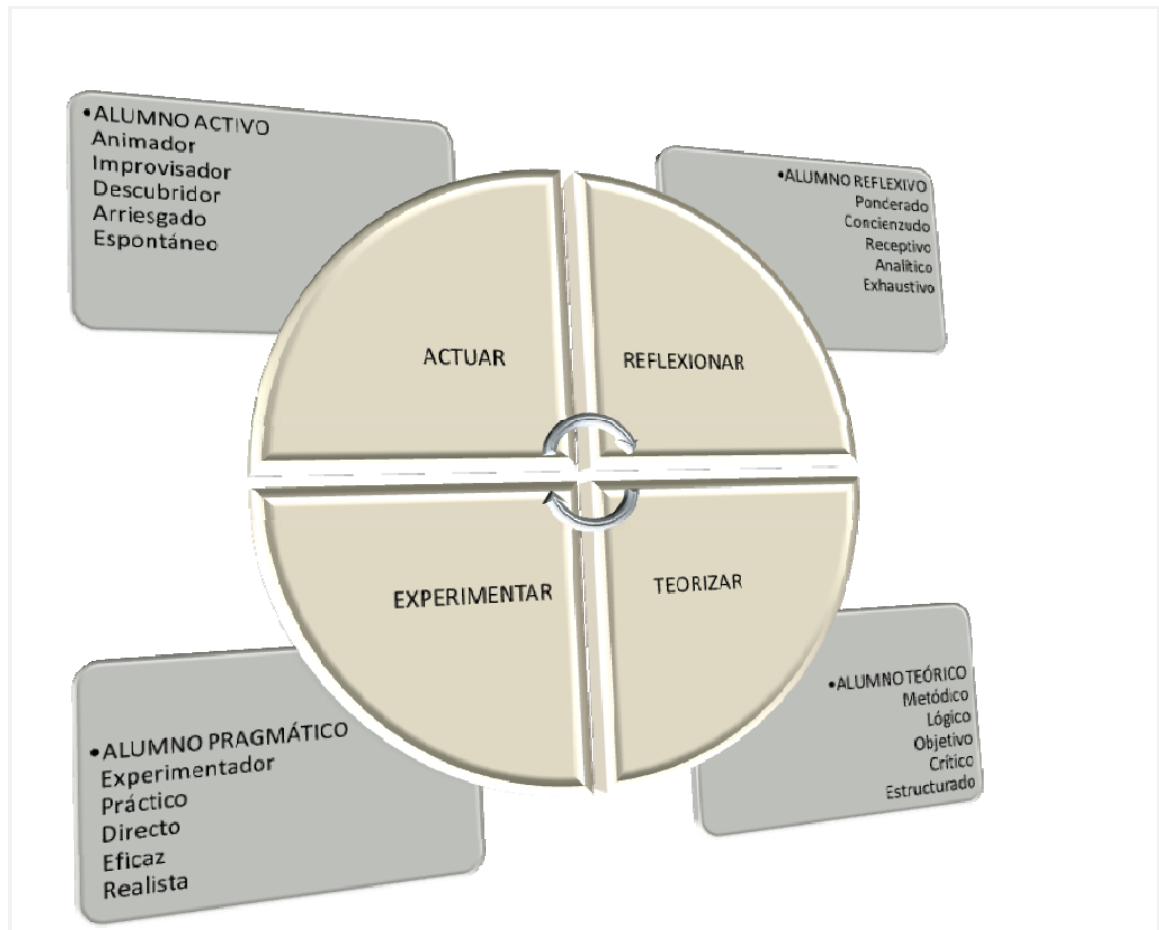 •ALUMNO ACTIVO
Animador
Improvisador
Descubridor
Arriesgado
Espontáneo
•ALUMNO REFLEXIVO
Ponderado
Concienzudo
Receptivo
Analítico
Exhaustivo
ACTUAR
REFLEXIONAR
EXPERIMENTAR
TEORIZAR
•ALUMNO PRAGMÁTICO
Experimentador
Práctico
Directo
Eficaz
Realista
•ALUMNO TEÓRICO
Metódico
Lógico
Objetivo
Crítico
Estructurado